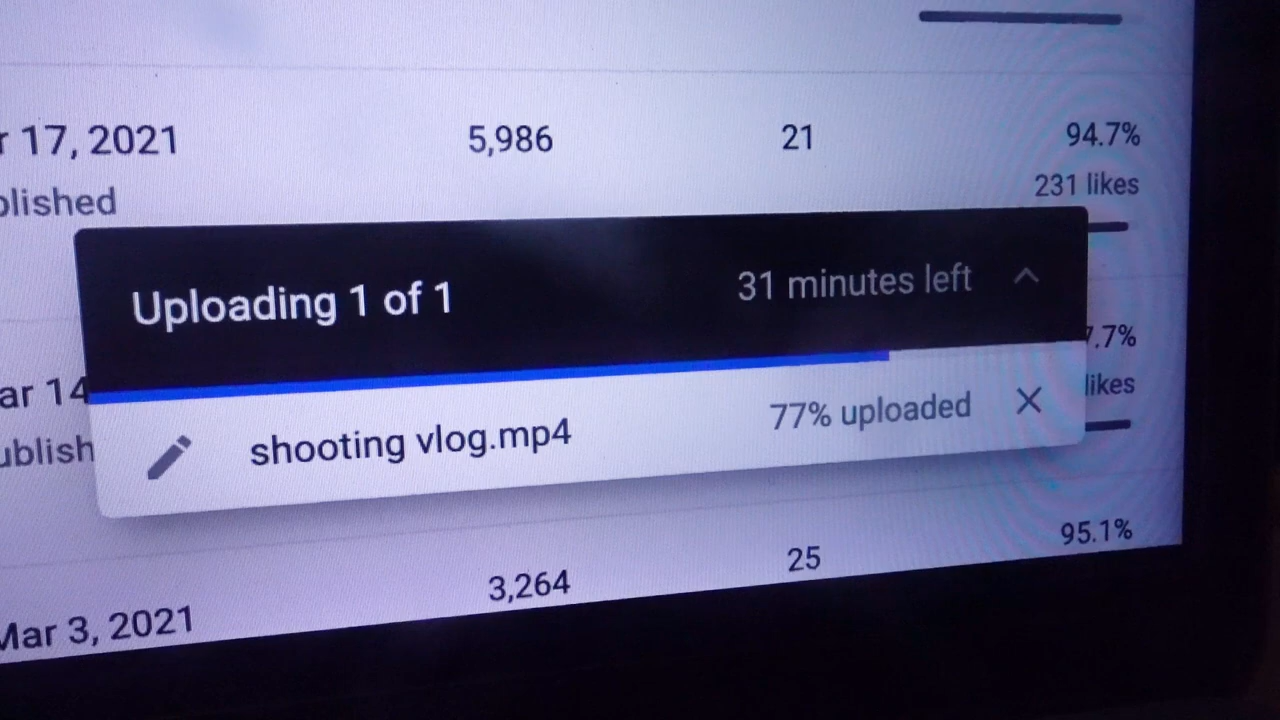 r 17, 2021 5,986 21 94.7%
blished 231 likes
Uploading 1 of 1 31 minutes left
7.7%
ar 14 likes
ublish 77% uploaded
shooting vlog.mp4
Mar 3, 2021 3,264 25 95.1%